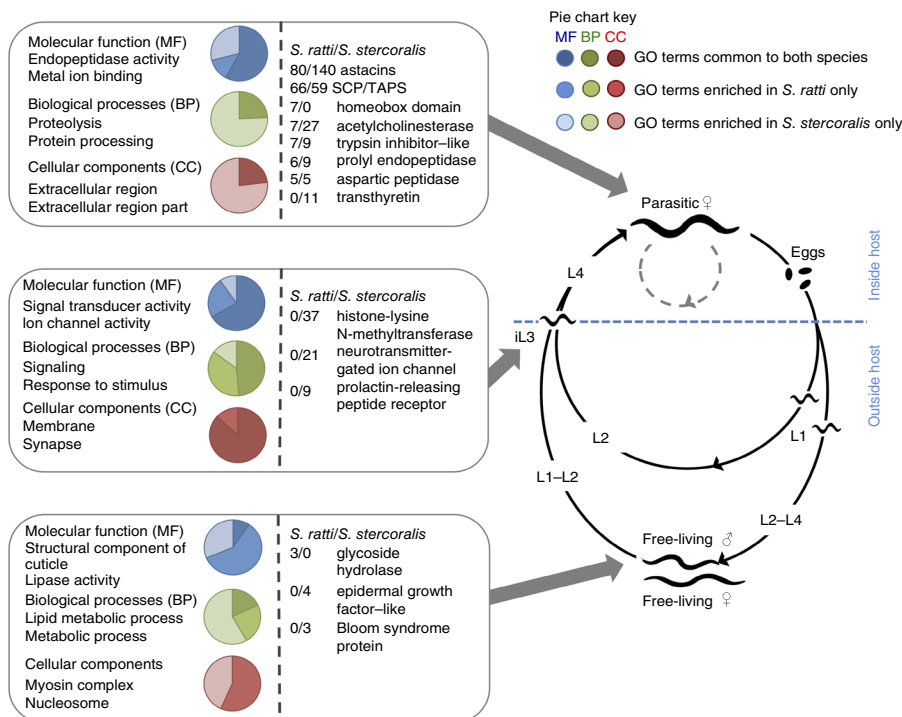 Pie chart key
MF BP CC
GO terms common to both species
GO terms enriched in S. ratti only
GO terms enriched in S. stercoralis only
Molecular function (MF)
Endopeptidase activity
Metal ion binding
Biological processes (BP)
Proteolysis
Protein processing
Cellular components (CC)
Extracellular region
Extracellular region part
S. ratti/S. stercoralis
80/140 astacins
66/59 SCP/TAPS
7/0 homeobox domain
7/27 acetylcholinesterase
7/9 trypsin inhibitor–like
6/9 prolyl endopeptidase
5/5 aspartic peptidase
0/11 transthyretin
Molecular function (MF)
Signal transducer activity
Ion channel activity
Biological processes (BP)
Signaling
Response to stimulus
Cellular components (CC)
Membrane
Synapse
S. ratti/S. stercoralis
0/37 histone-lysine
N-methyltransferase
0/21 neurotransmitter-
gated ion channel
0/9 prolactin-releasing
peptide receptor
Molecular function (MF)
Structural component of
cuticle
Lipase activity
Biological processes (BP)
Lipid metabolic process
Metabolic process
Cellular components
Myosin complex
Nucleosome
S. ratti/S. stercoralis
3/0 glycoside
hydrolase
0/4 epidermal growth
factor–like
0/3 Bloom syndrome
protein
Parasitic ♀
Eggs
L4
Inside host
iL3
Outside host
L1
L2
L1–L2
L2–L4
Free-living ♂
Free-living ♀